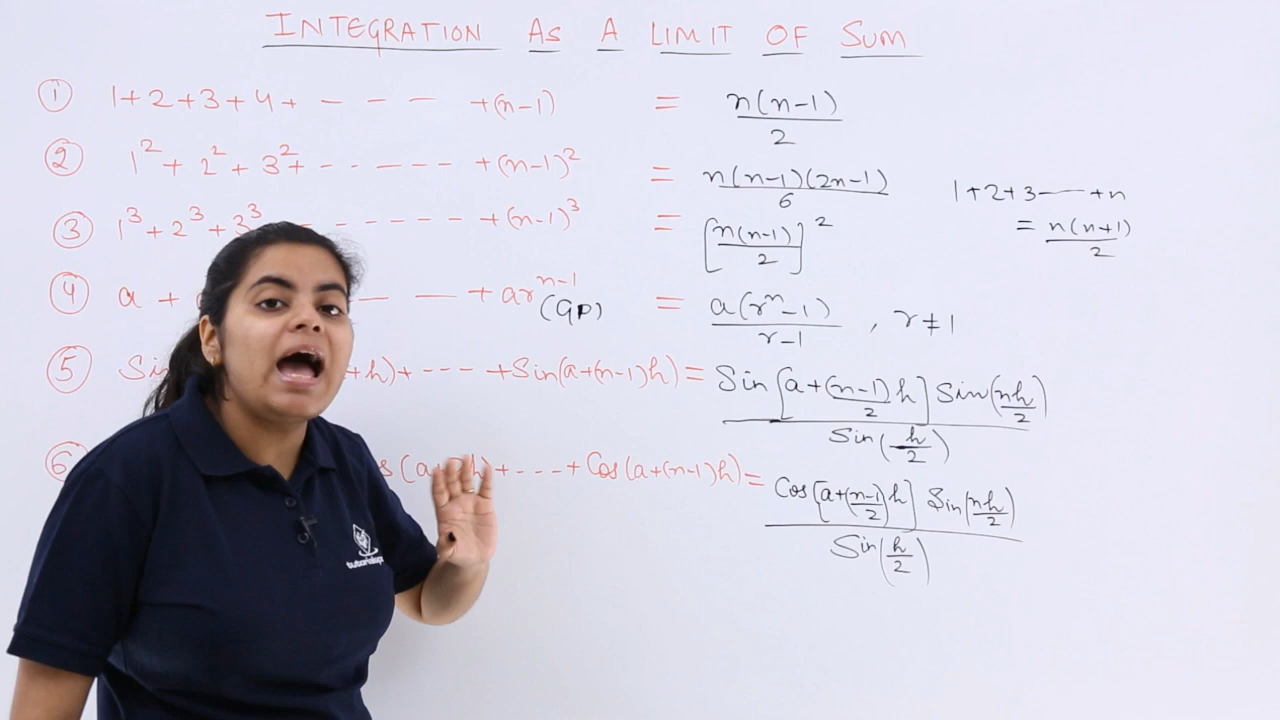 INTEGRATION AS A LIMIT OF SUM
① 1+2+3+4+ - - - +(n-1) = n(n-1)/2
② 1² + 2² + 3² + - - - - - + (n-1)² = n(n-1)(2n-1)/6
1+2+3 —— +n
= n(n+1)/2
③ 1³ + 2³ + 3³ - - - - - + (n-1)³ = [n(n-1)/2]²
④ a + — — + arⁿ⁻¹ (GP) = a(rⁿ-1)/r-1 , r≠1
⑤ Sin +h)+ - - - - +Sin(a+(n-1)h) = Sin[a+(n-1)/2 h] Sin(nh/2)/Sin(h/2)
⑥ h)+ - - - + Cos(a+(n-1)h) = Cos[a+(n-1)/2 h] Sin(nh/2)/Sin(h/2)